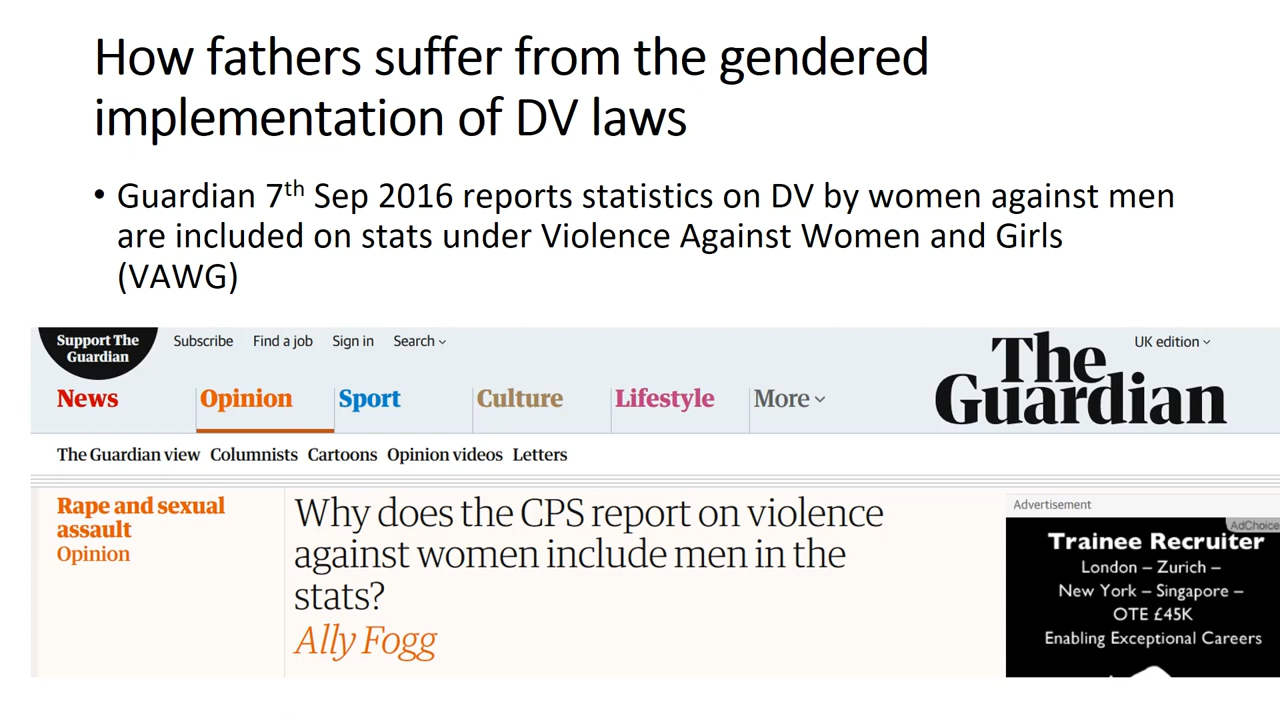 How fathers suffer from the gendered
implementation of DV laws
• Guardian 7th Sep 2016 reports statistics on DV by women against men
are included on stats under Violence Against Women and Girls
(VAWG)
Support The
Guardian
Subscribe Find a job Sign in Search
UK edition
The
Guardian
News Opinion Sport Culture Lifestyle More
The Guardian view Columnists Cartoons Opinion videos Letters
Rape and sexual
assault
Opinion
Why does the CPS report on violence
against women include men in the
stats?
Ally Fogg
Advertisement
AdChoice
Trainee Recruiter
London – Zurich –
New York – Singapore –
OTE £45K
Enabling Exceptional Careers